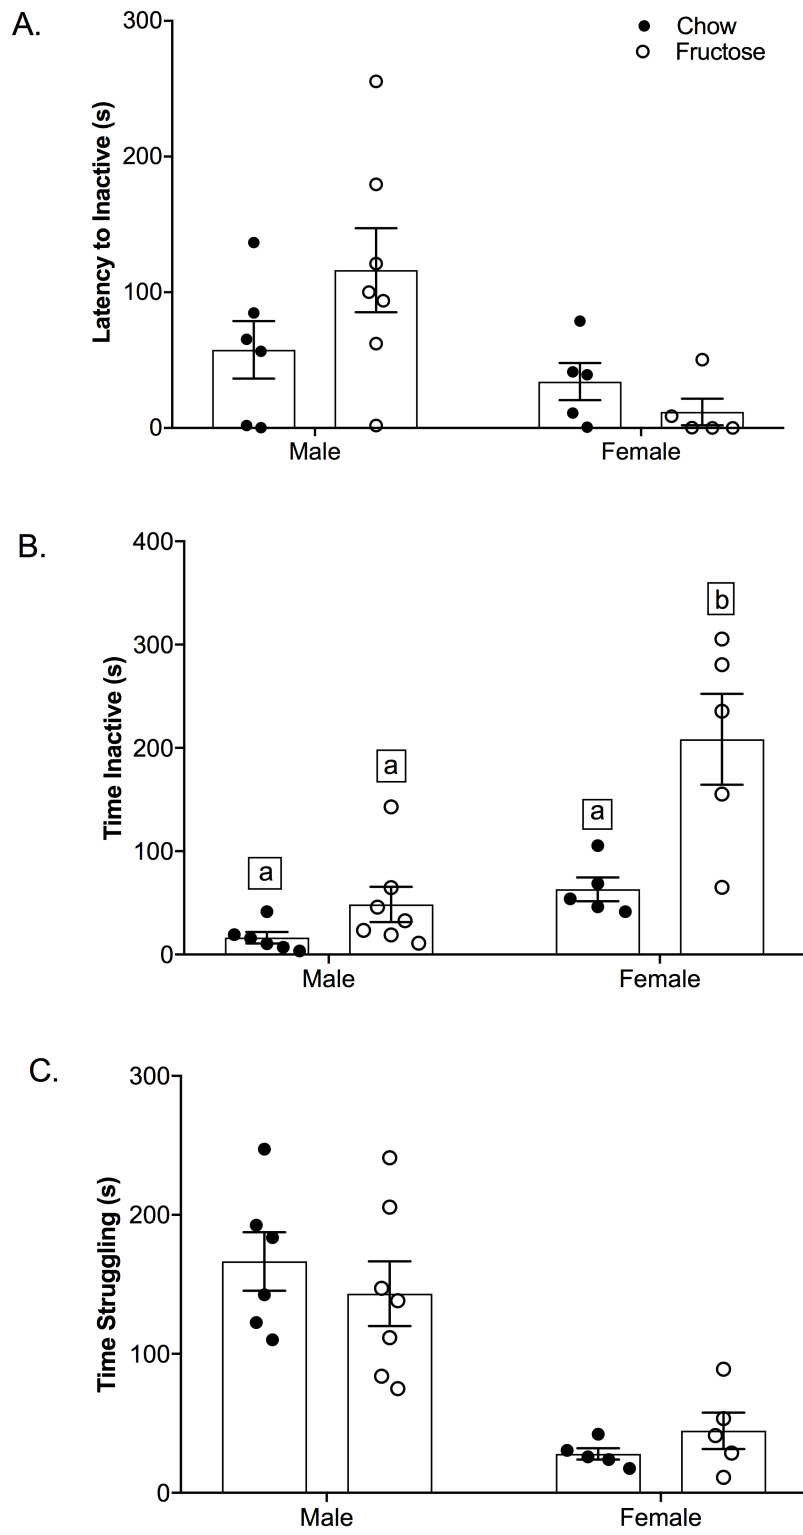 A.
Chow
Fructose
300
200
100
0
Latency to Inactive (s)
Male Female
B.
400
300
200
100
0
Time Inactive (s)
a
a
a
b
Male Female
C.
300
200
100
0
Time Struggling (s)
Male Female